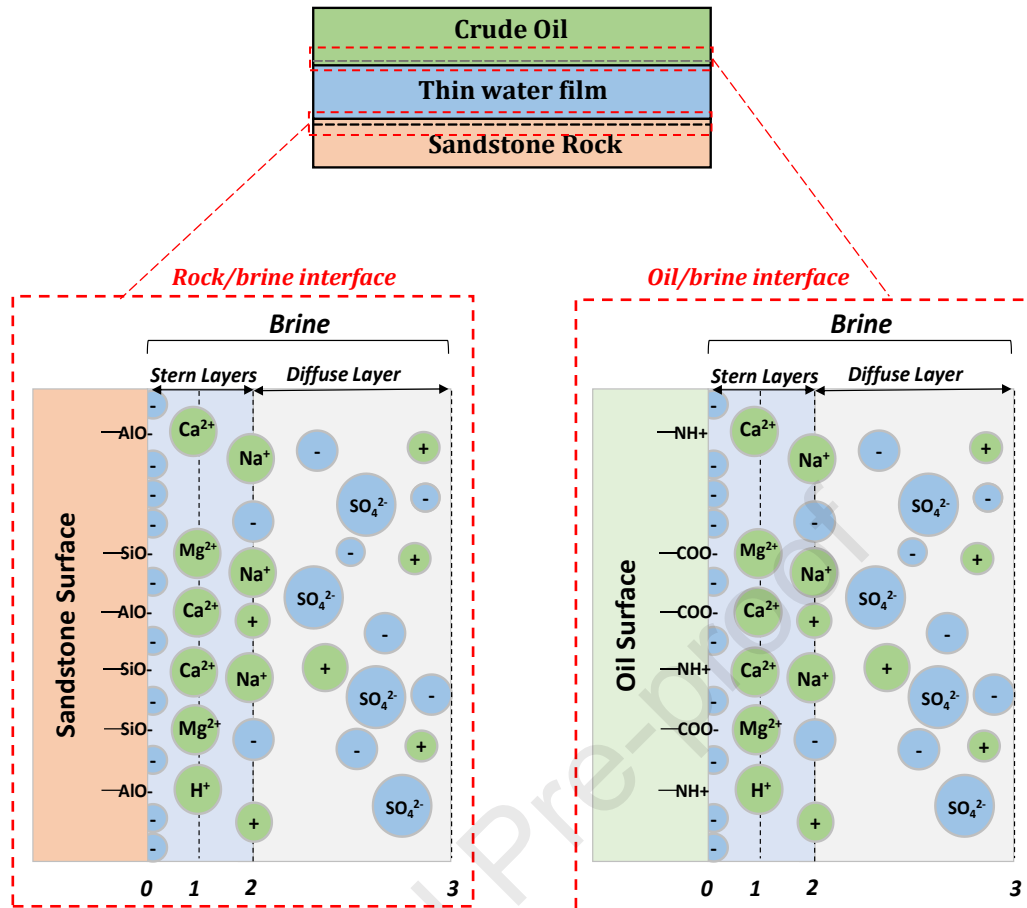 Crude Oil
Thin water film
Sandstone Rock
Rock/brine interface
Oil/brine interface
Brine
Stern Layers
Diffuse Layer
Sandstone Surface
AlO-
SiO-
AlO-
SiO-
SiO-
AlO-
-
-
-
-
-
-
-
-
-
-
Ca²⁺
Mg²⁺
Ca²⁺
Ca²⁺
Mg²⁺
H⁺
Na⁺
-
Na⁺
+
Na⁺
-
+
-
+
SO₄²⁻
-
-
+
SO₄²⁻
-
+
SO₄²⁻
-
-
+
SO₄²⁻
0 1 2 3
Brine
Stern Layers
Diffuse Layer
Oil Surface
NH+
COO-
COO-
NH+
COO-
NH+
-
-
-
-
-
-
-
-
-
-
Ca²⁺
Mg²⁺
Ca²⁺
Ca²⁺
Mg²⁺
H⁺
Na⁺
-
Na⁺
+
Na⁺
-
+
-
+
SO₄²⁻
-
-
+
SO₄²⁻
-
+
SO₄²⁻
-
-
+
SO₄²⁻
0 1 2 3
Pre-proof